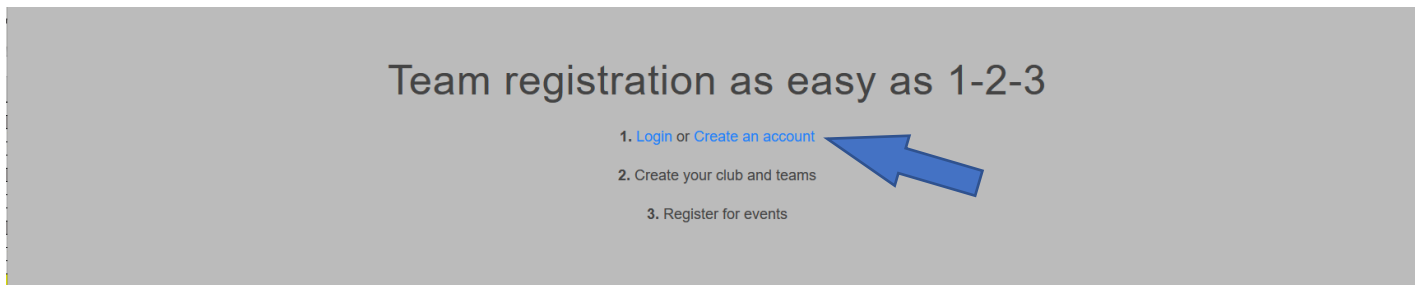 Team registration as easy as 1-2-3
1. Login or Create an account
2. Create your club and teams
3. Register for events